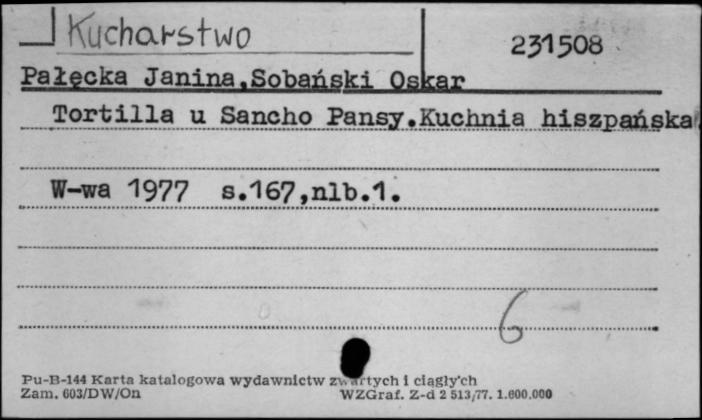 Kucharstwo
231508
Pałęcka Janina,Sobański Oskar
Tortilla u Sancho Pansy.Kuchnia hiszpańska.
W-wa 1977 s.167,nlb.1.
6
Pu-B-144 Karta katalogowa wydawnictw zwartych i ciągłych
Zam. 603/DW/On WZGraf. Z-d 2 513/77. 1.600.000